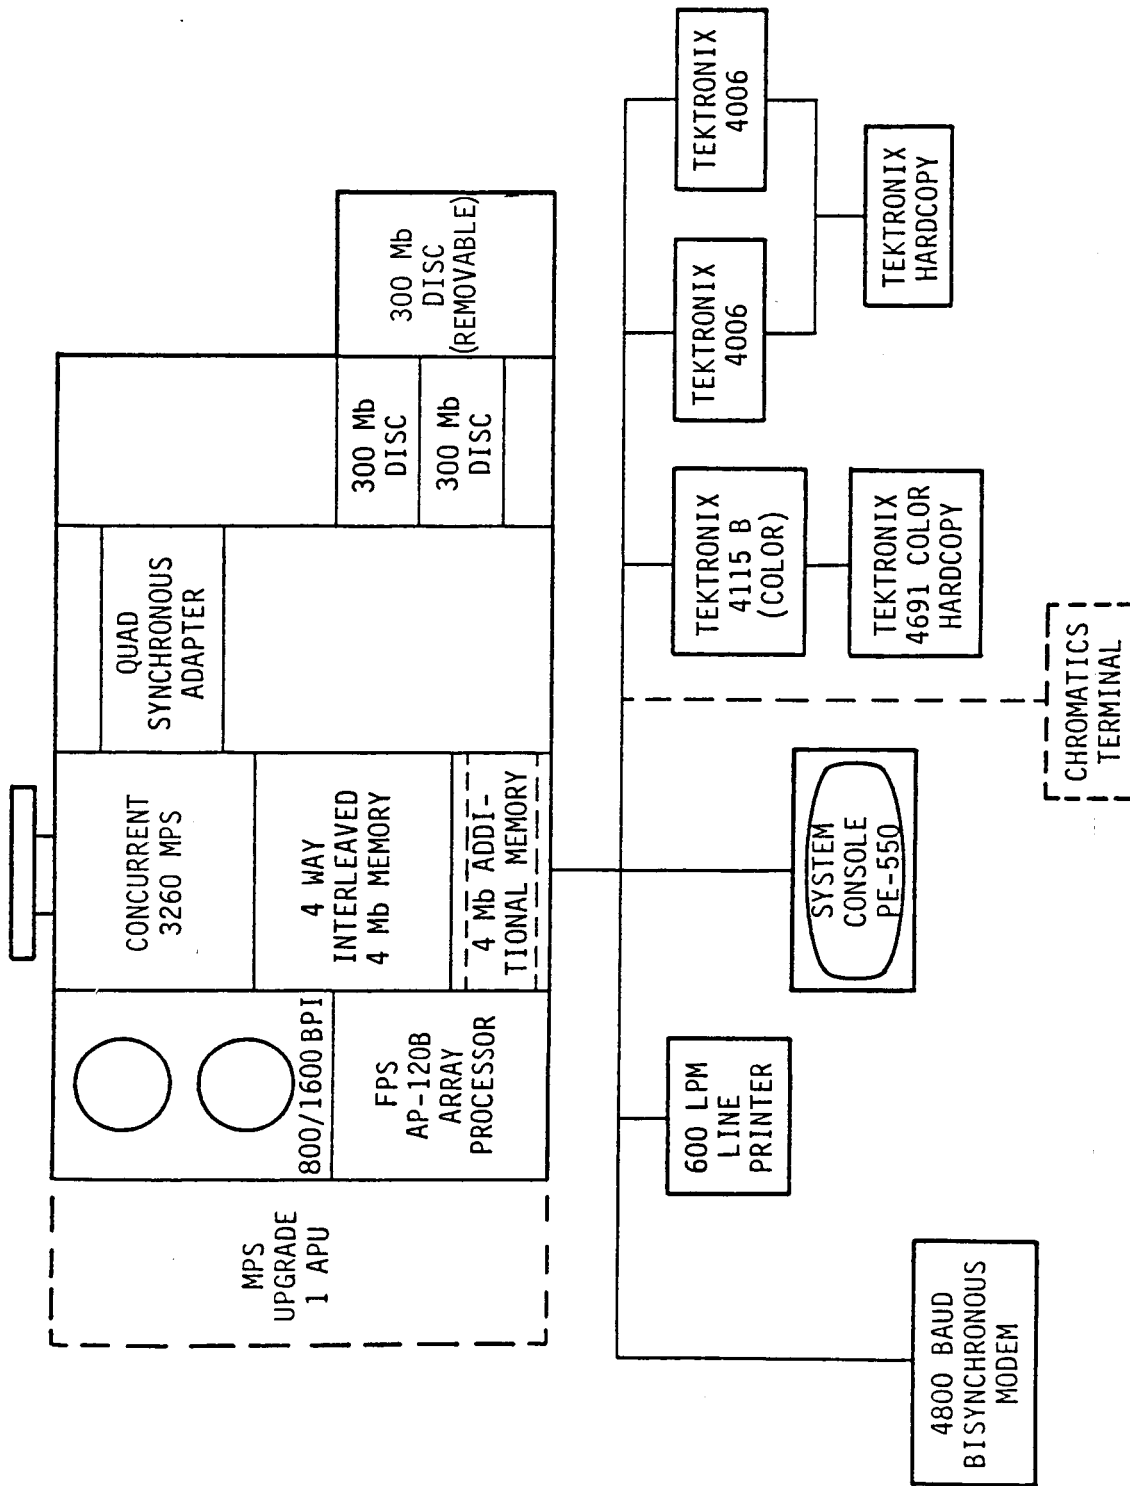 MPS
UPGRADE
1 APU
800/1600 BPI
FPS
AP-120B
ARRAY
PROCESSOR
CONCURRENT
3260 MPS
4 WAY
INTERLEAVED
4 Mb MEMORY
4 Mb ADDI-
TIONAL MEMORY
QUAD
SYNCHRONOUS
ADAPTER
300 Mb
DISC
300 Mb
DISC
300 Mb
DISC
(REMOVABLE)
4800 BAUD
BISYNCHRONOUS
MODEM
600 LPM
LINE
PRINTER
SYSTEM
CONSOLE
PE-550
CHROMATICS
TERMINAL
TEKTRONIX
4115 B
(COLOR)
TEKTRONIX
4691 COLOR
HARDCOPY
TEKTRONIX
4006
TEKTRONIX
4006
TEKTRONIX
HARDCOPY